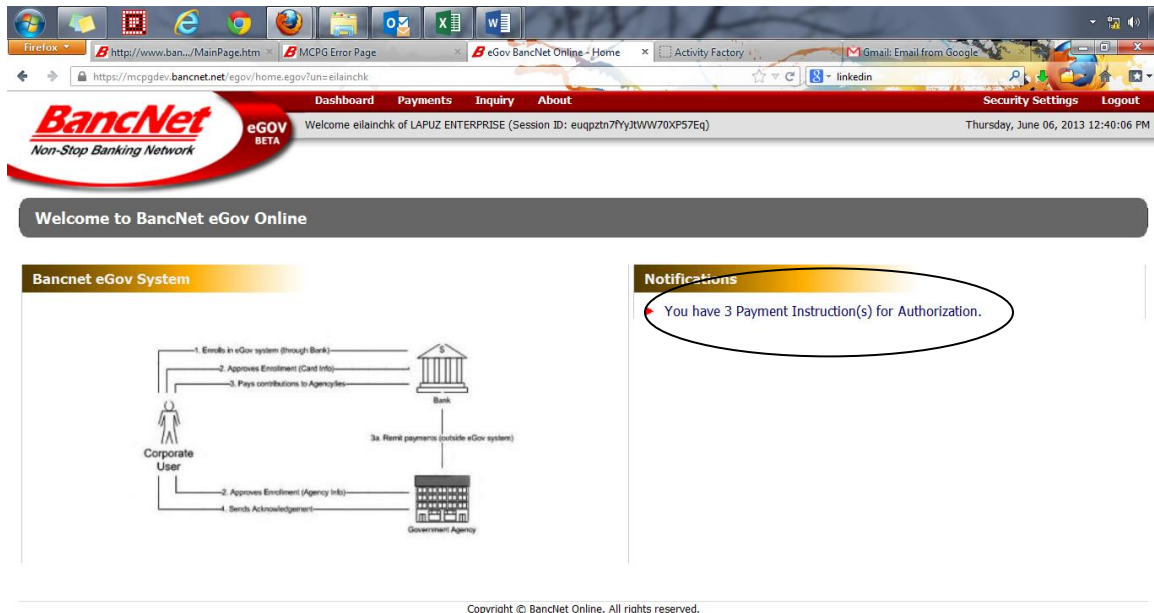 Firefox
http://www.ban.../MainPage.htm
MCPG Error Page
eGov BancNet Online - Home
Activity Factory
Gmail: Email from Google
https://mcpgdev.bancnet.net/egov/home.egov?un=eilainchk
linkedin
BancNet
Non-Stop Banking Network
eGOV
BETA
Dashboard Payments Inquiry About
Security Settings Logout
Welcome eilainchk of LAPUZ ENTERPRISE (Session ID: euqpztn7fYyJtWW70XP57Eq)
Thursday, June 06, 2013 12:40:06 PM
Welcome to BancNet eGov Online
Bancnet eGov System
1. Enrolls in eGov system (through Bank)
2. Approves Enrollment (Card Info)
3. Pays contributions to Agency/ies
$
Bank
3a. Remit payments (outside eGov system)
Corporate
User
2. Approves Enrollment (Agency Info)
4. Sends Acknowledgement
Government Agency
Notifications
You have 3 Payment Instruction(s) for Authorization.
Copyright © BancNet Online. All rights reserved.